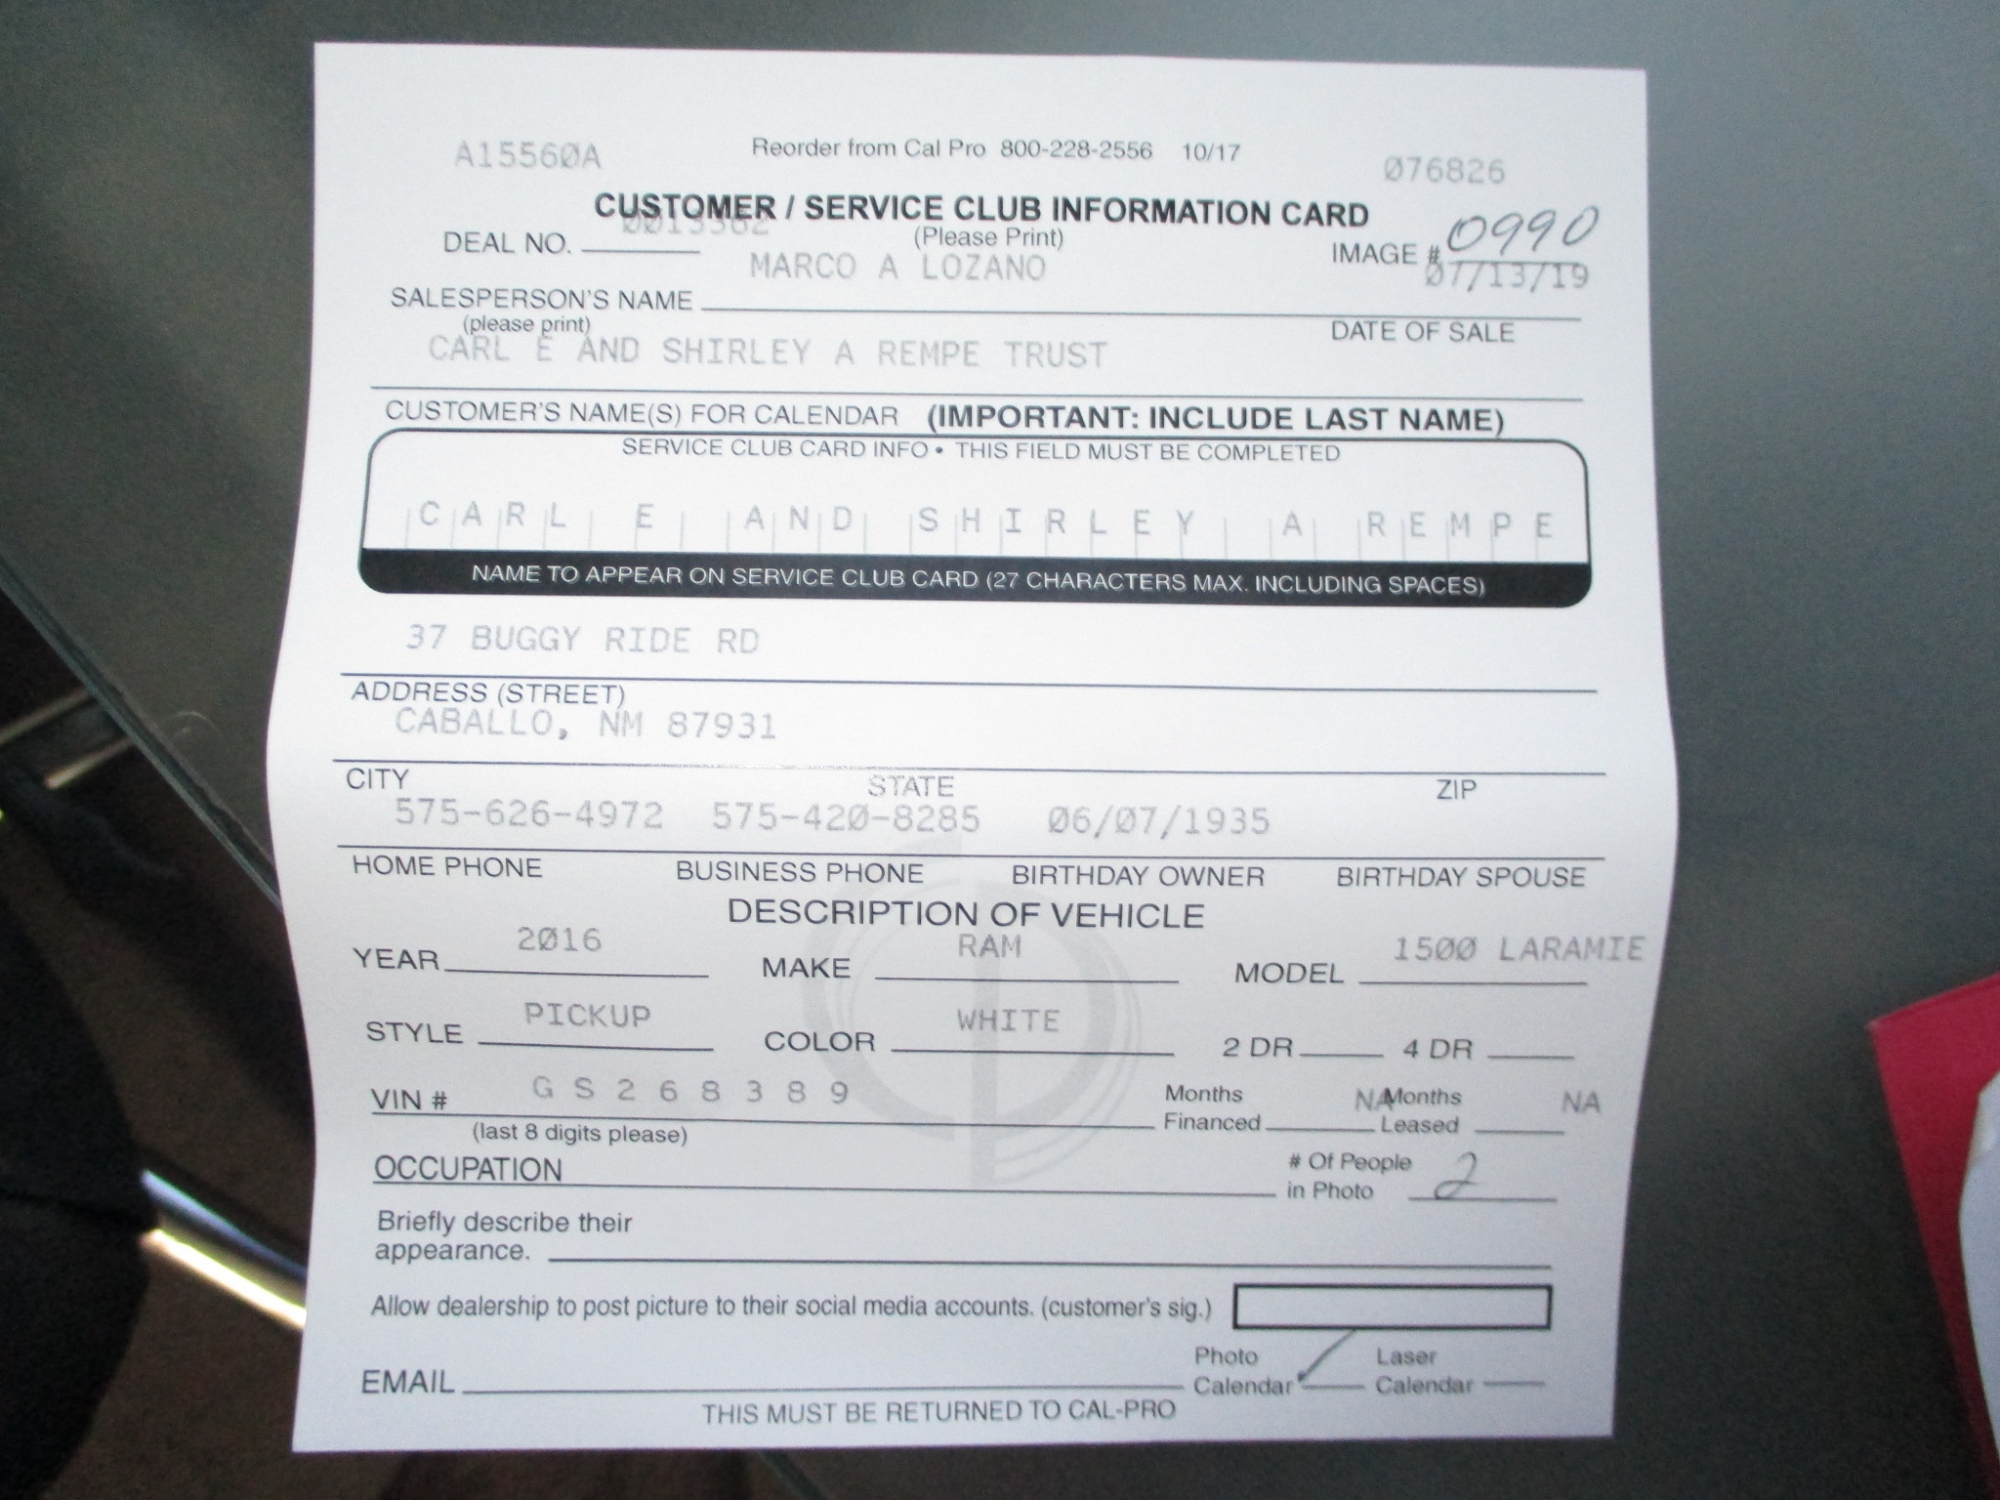 A15560A Reorder from Cal Pro 800-228-2556 10/17 076826
CUSTOMER / SERVICE CLUB INFORMATION CARD
DEAL NO. (Please Print) IMAGE # 0990
MARCO A LOZANO 07/13/19
SALESPERSON'S NAME
(please print) DATE OF SALE
CARL E AND SHIRLEY A REMPE TRUST
CUSTOMER'S NAME(S) FOR CALENDAR (IMPORTANT: INCLUDE LAST NAME)
SERVICE CLUB CARD INFO • THIS FIELD MUST BE COMPLETED
CARL E AND SHIRLEY A REMPE
NAME TO APPEAR ON SERVICE CLUB CARD (27 CHARACTERS MAX. INCLUDING SPACES)
37 BUGGY RIDE RD
ADDRESS (STREET)
CABALLO, NM 87931
CITY STATE ZIP
575-626-4972 575-420-8285 06/07/1935
HOME PHONE BUSINESS PHONE BIRTHDAY OWNER BIRTHDAY SPOUSE
DESCRIPTION OF VEHICLE
YEAR 2016 MAKE RAM MODEL 1500 LARAMIE
STYLE PICKUP COLOR WHITE 2 DR 4 DR
VIN # G S 2 6 8 3 8 9 Months Financed NA Months Leased NA
(last 8 digits please)
OCCUPATION # Of People in Photo 2
Briefly describe their
appearance.
Allow dealership to post picture to their social media accounts. (customer's sig.)
EMAIL Photo Calendar ✓ Laser Calendar
THIS MUST BE RETURNED TO CAL-PRO